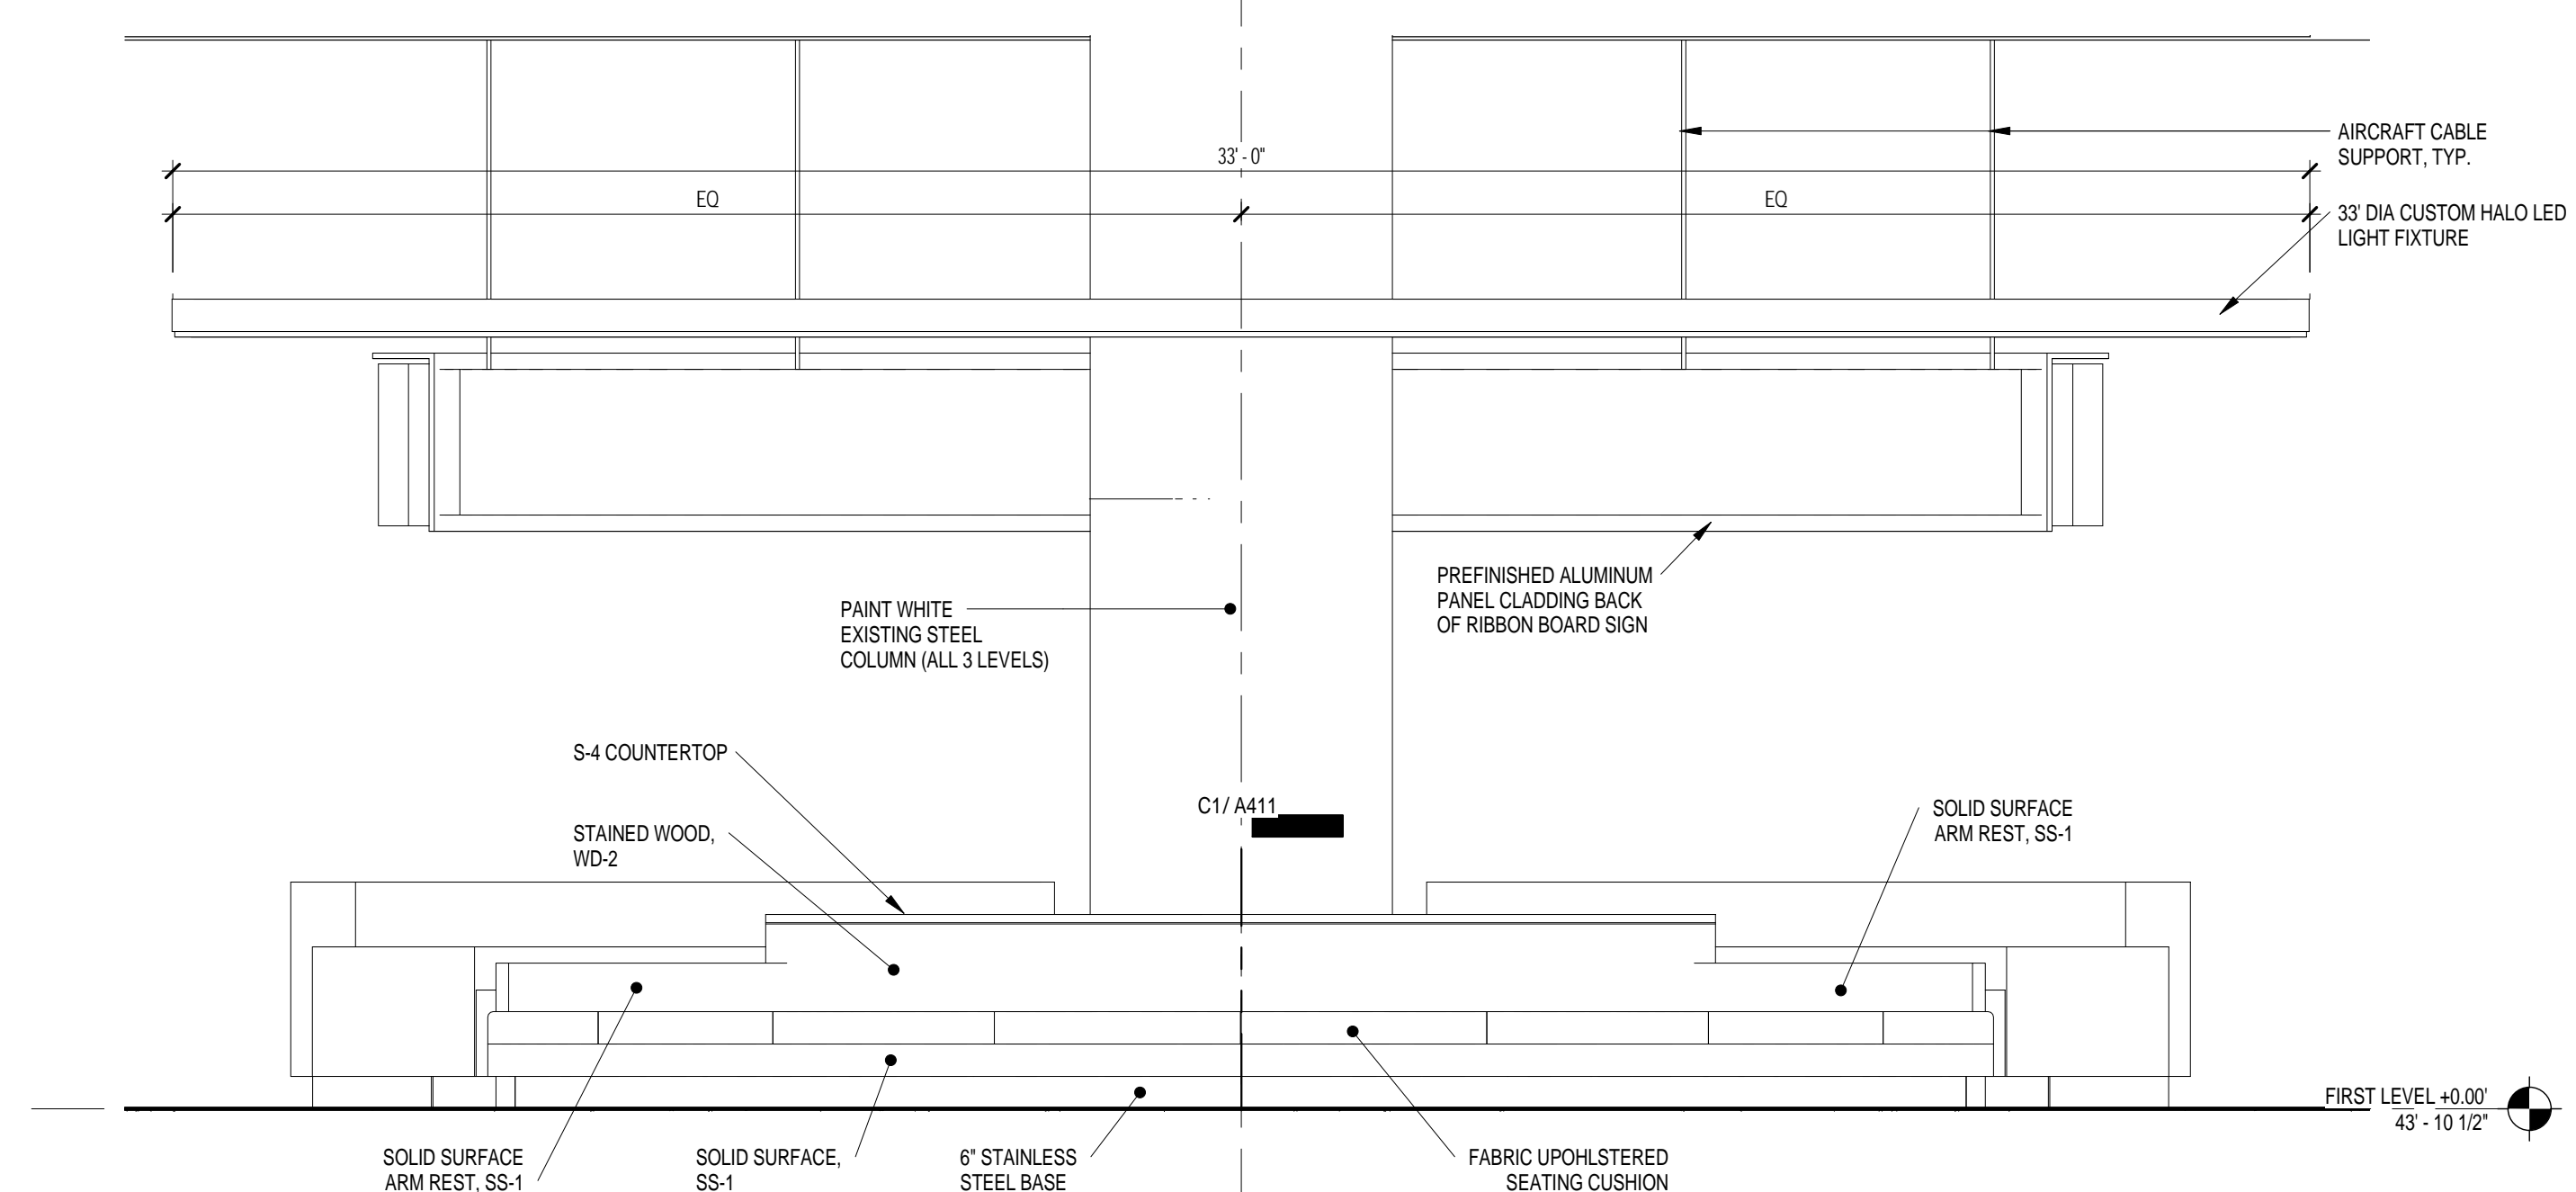 33' - 0"
EQ
EQ
AIRCRAFT CABLE
SUPPORT, TYP.
33' DIA CUSTOM HALO LED
LIGHT FIXTURE
PREFINISHED ALUMINUM
PANEL CLADDING BACK
OF RIBBON BOARD SIGN
PAINT WHITE
EXISTING STEEL
COLUMN (ALL 3 LEVELS)
S-4 COUNTERTOP
STAINED WOOD,
WD-2
C1/ A411
SOLID SURFACE
ARM REST, SS-1
FIRST LEVEL +0.00'
43' - 10 1/2"
SOLID SURFACE
ARM REST, SS-1
SOLID SURFACE,
SS-1
6" STAINLESS
STEEL BASE
FABRIC UPOHLSTERED
SEATING CUSHION